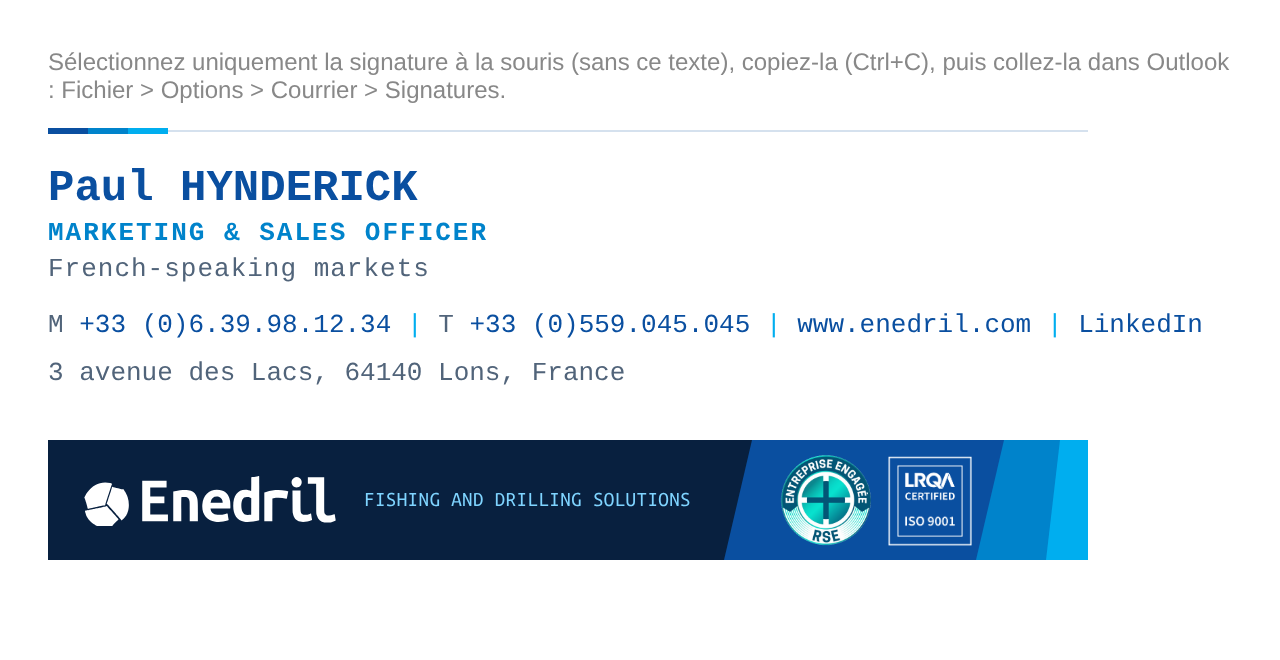 Sélectionnez uniquement la signature à la souris (sans ce texte), copiez-la (Ctrl+C), puis collez-la dans Outlook
: Fichier > Options > Courrier > Signatures.
Paul HYNDERICK
MARKETING & SALES OFFICER
French-speaking markets
M +33 (0)6.39.98.12.34 | T +33 (0)559.045.045 | www.enedril.com | LinkedIn
3 avenue des Lacs, 64140 Lons, France
Enedril FISHING AND DRILLING SOLUTIONS
ENTREPRISE ENGAGÉE
RSE
LRQA
CERTIFIED
ISO 9001